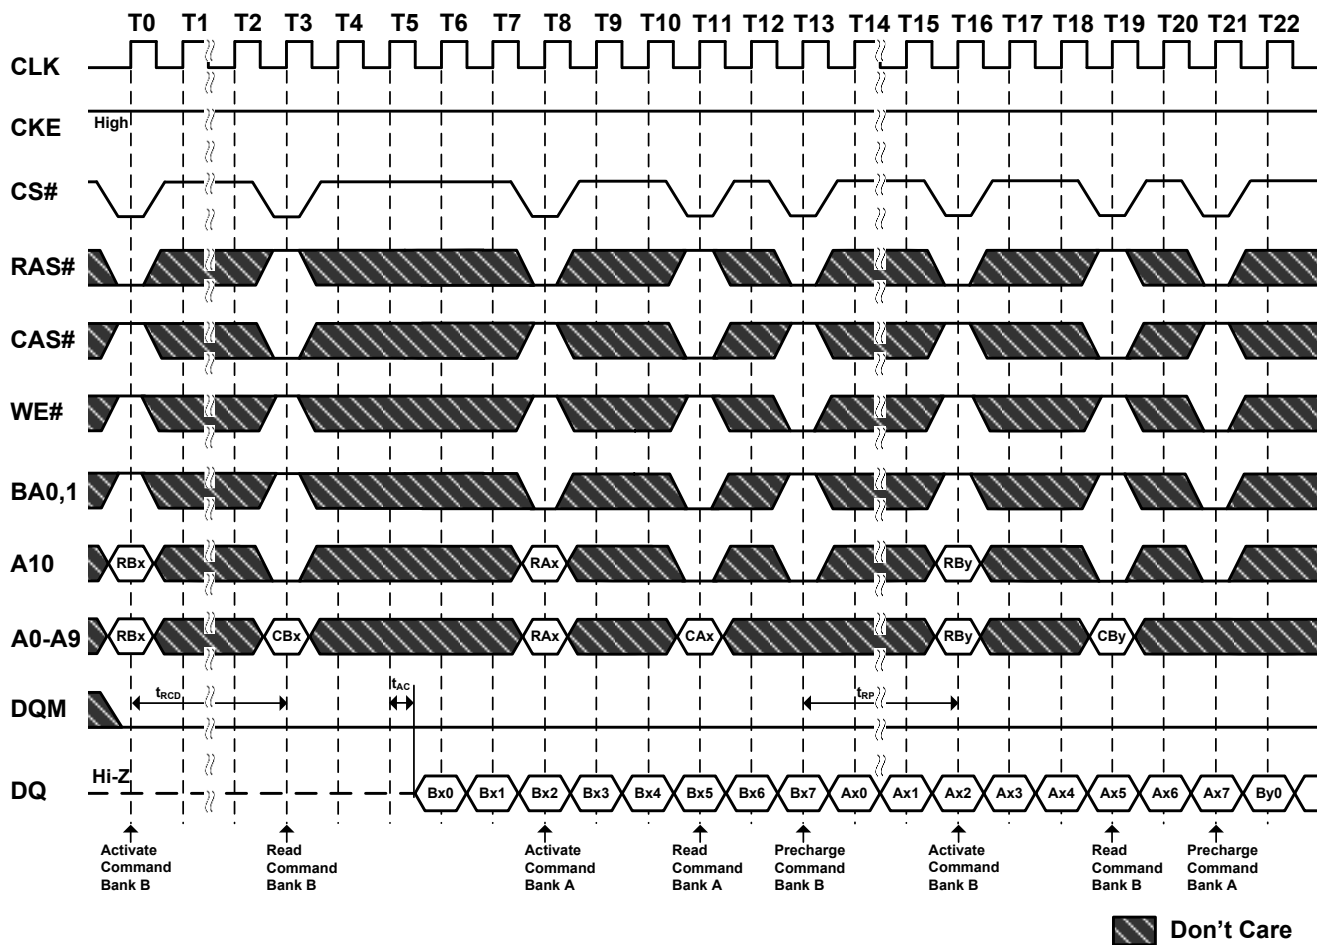 T0 T1 T2 T3 T4 T5 T6 T7 T8 T9 T10 T11 T12 T13 T14 T15 T16 T17 T18 T19 T20 T21 T22
CLK
CKE High
CS#
RAS#
CAS#
WE#
BA0,1
A10 RBx RAx RBy
A0-A9 RBx CBx RAx CAx RBy CBy
tRCD tAC tRP
DQM
Hi-Z
DQ Bx0 Bx1 Bx2 Bx3 Bx4 Bx5 Bx6 Bx7 Ax0 Ax1 Ax2 Ax3 Ax4 Ax5 Ax6 Ax7 By0
Activate
Command
Bank B
Read
Command
Bank B
Activate
Command
Bank A
Read
Command
Bank A
Precharge
Command
Bank B
Activate
Command
Bank B
Read
Command
Bank B
Precharge
Command
Bank A
Don't Care